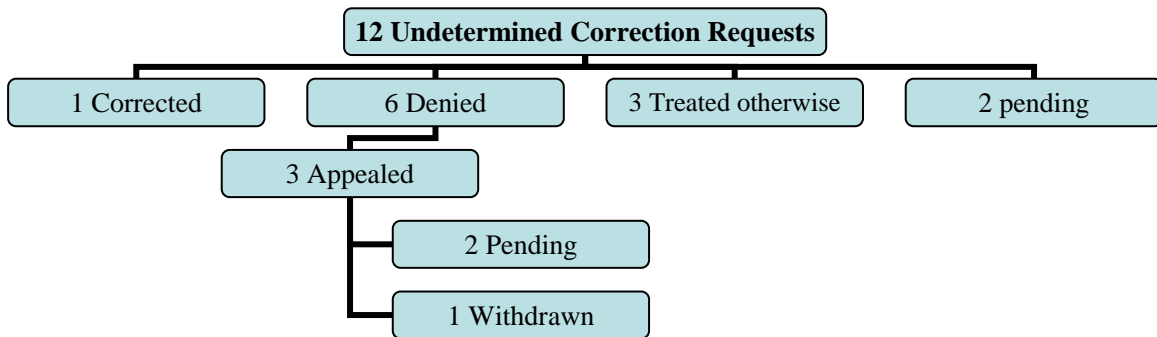 12 Undetermined Correction Requests
1 Corrected
6 Denied
3 Treated otherwise
2 pending
3 Appealed
2 Pending
1 Withdrawn